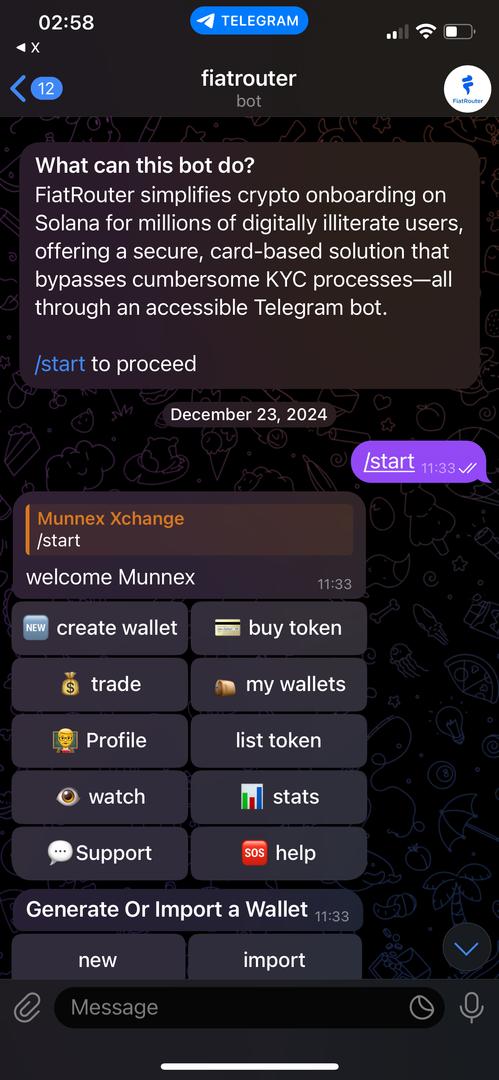 02:58
TELEGRAM
◀ X
12
fiatrouter
bot
FiatRouter
What can this bot do?
FiatRouter simplifies crypto onboarding on
Solana for millions of digitally illiterate users,
offering a secure, card-based solution that
bypasses cumbersome KYC processes—all
through an accessible Telegram bot.
/start to proceed
December 23, 2024
/start 11:33
Munnex Xchange
/start
welcome Munnex 11:33
NEW create wallet
buy token
trade
my wallets
Profile
list token
watch
stats
Support
SOS help
Generate Or Import a Wallet 11:33
new
import
Message